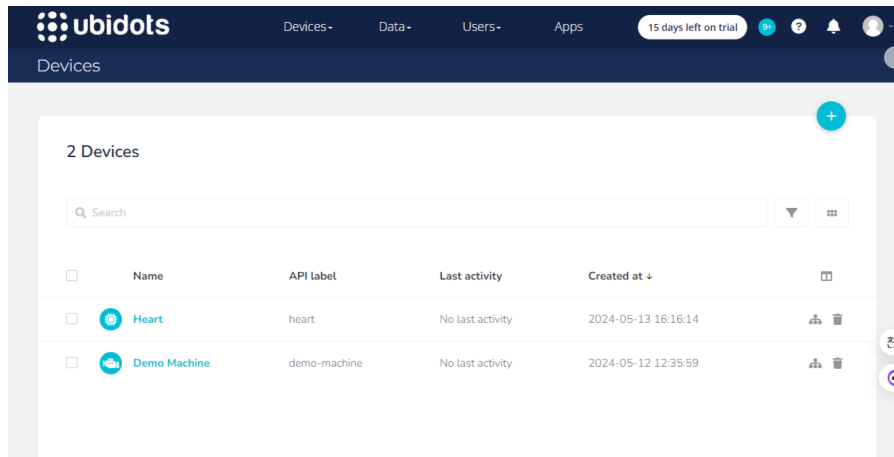 ubidots Devices Data Users Apps 15 days left on trial 9+ ?
Devices
+
2 Devices
Search
Name API label Last activity Created at ↓
Heart heart No last activity 2024-05-13 16:16:14
Demo Machine demo-machine No last activity 2024-05-12 12:35:59